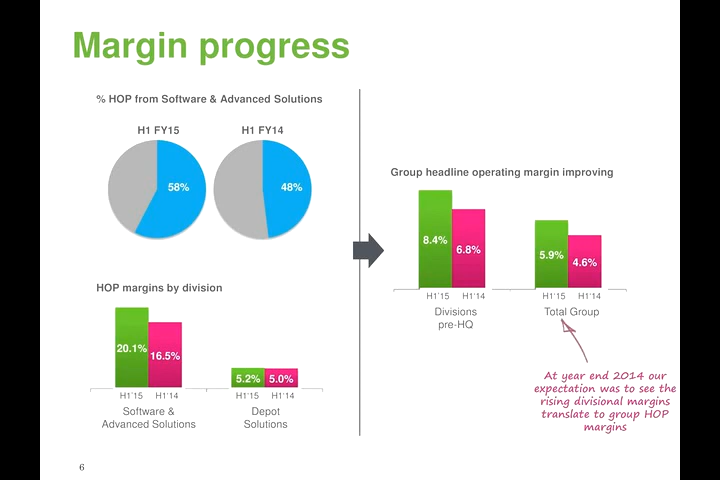 Margin progress
% HOP from Software & Advanced Solutions
H1 FY15
H1 FY14
58%
48%
HOP margins by division
20.1%
16.5%
5.2%
5.0%
H1'15
H1'14
H1'15
H1'14
Software &
Advanced Solutions
Depot
Solutions
Group headline operating margin improving
8.4%
6.8%
5.9%
4.6%
H1'15
H1'14
H1'15
H1'14
Divisions
pre-HQ
Total Group
At year end 2014 our
expectation was to see the
rising divisional margins
translate to group HOP
margins
6